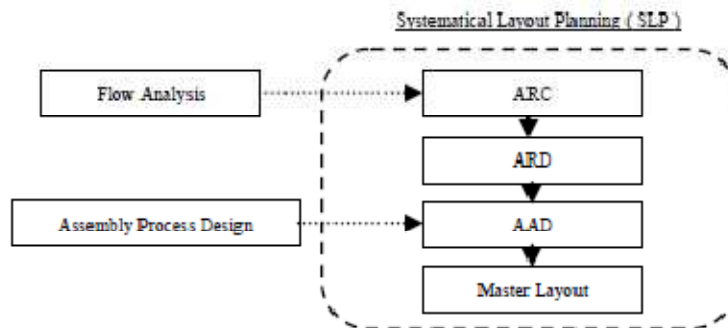 Systematical Layout Planning ( SLP )
Flow Analysis
ARC
ARD
Assembly Process Design
AAD
Master Layout